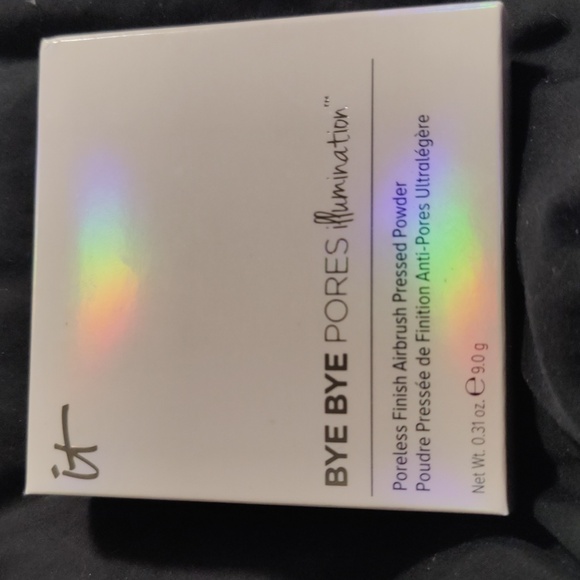 it
BYE BYE PORES illumination™
Poreless Finish Airbrush Pressed Powder
Poudre Pressée de Finition Anti-Pores Ultralégère
Net Wt. 0.31 oz. ℮ 9.0 g